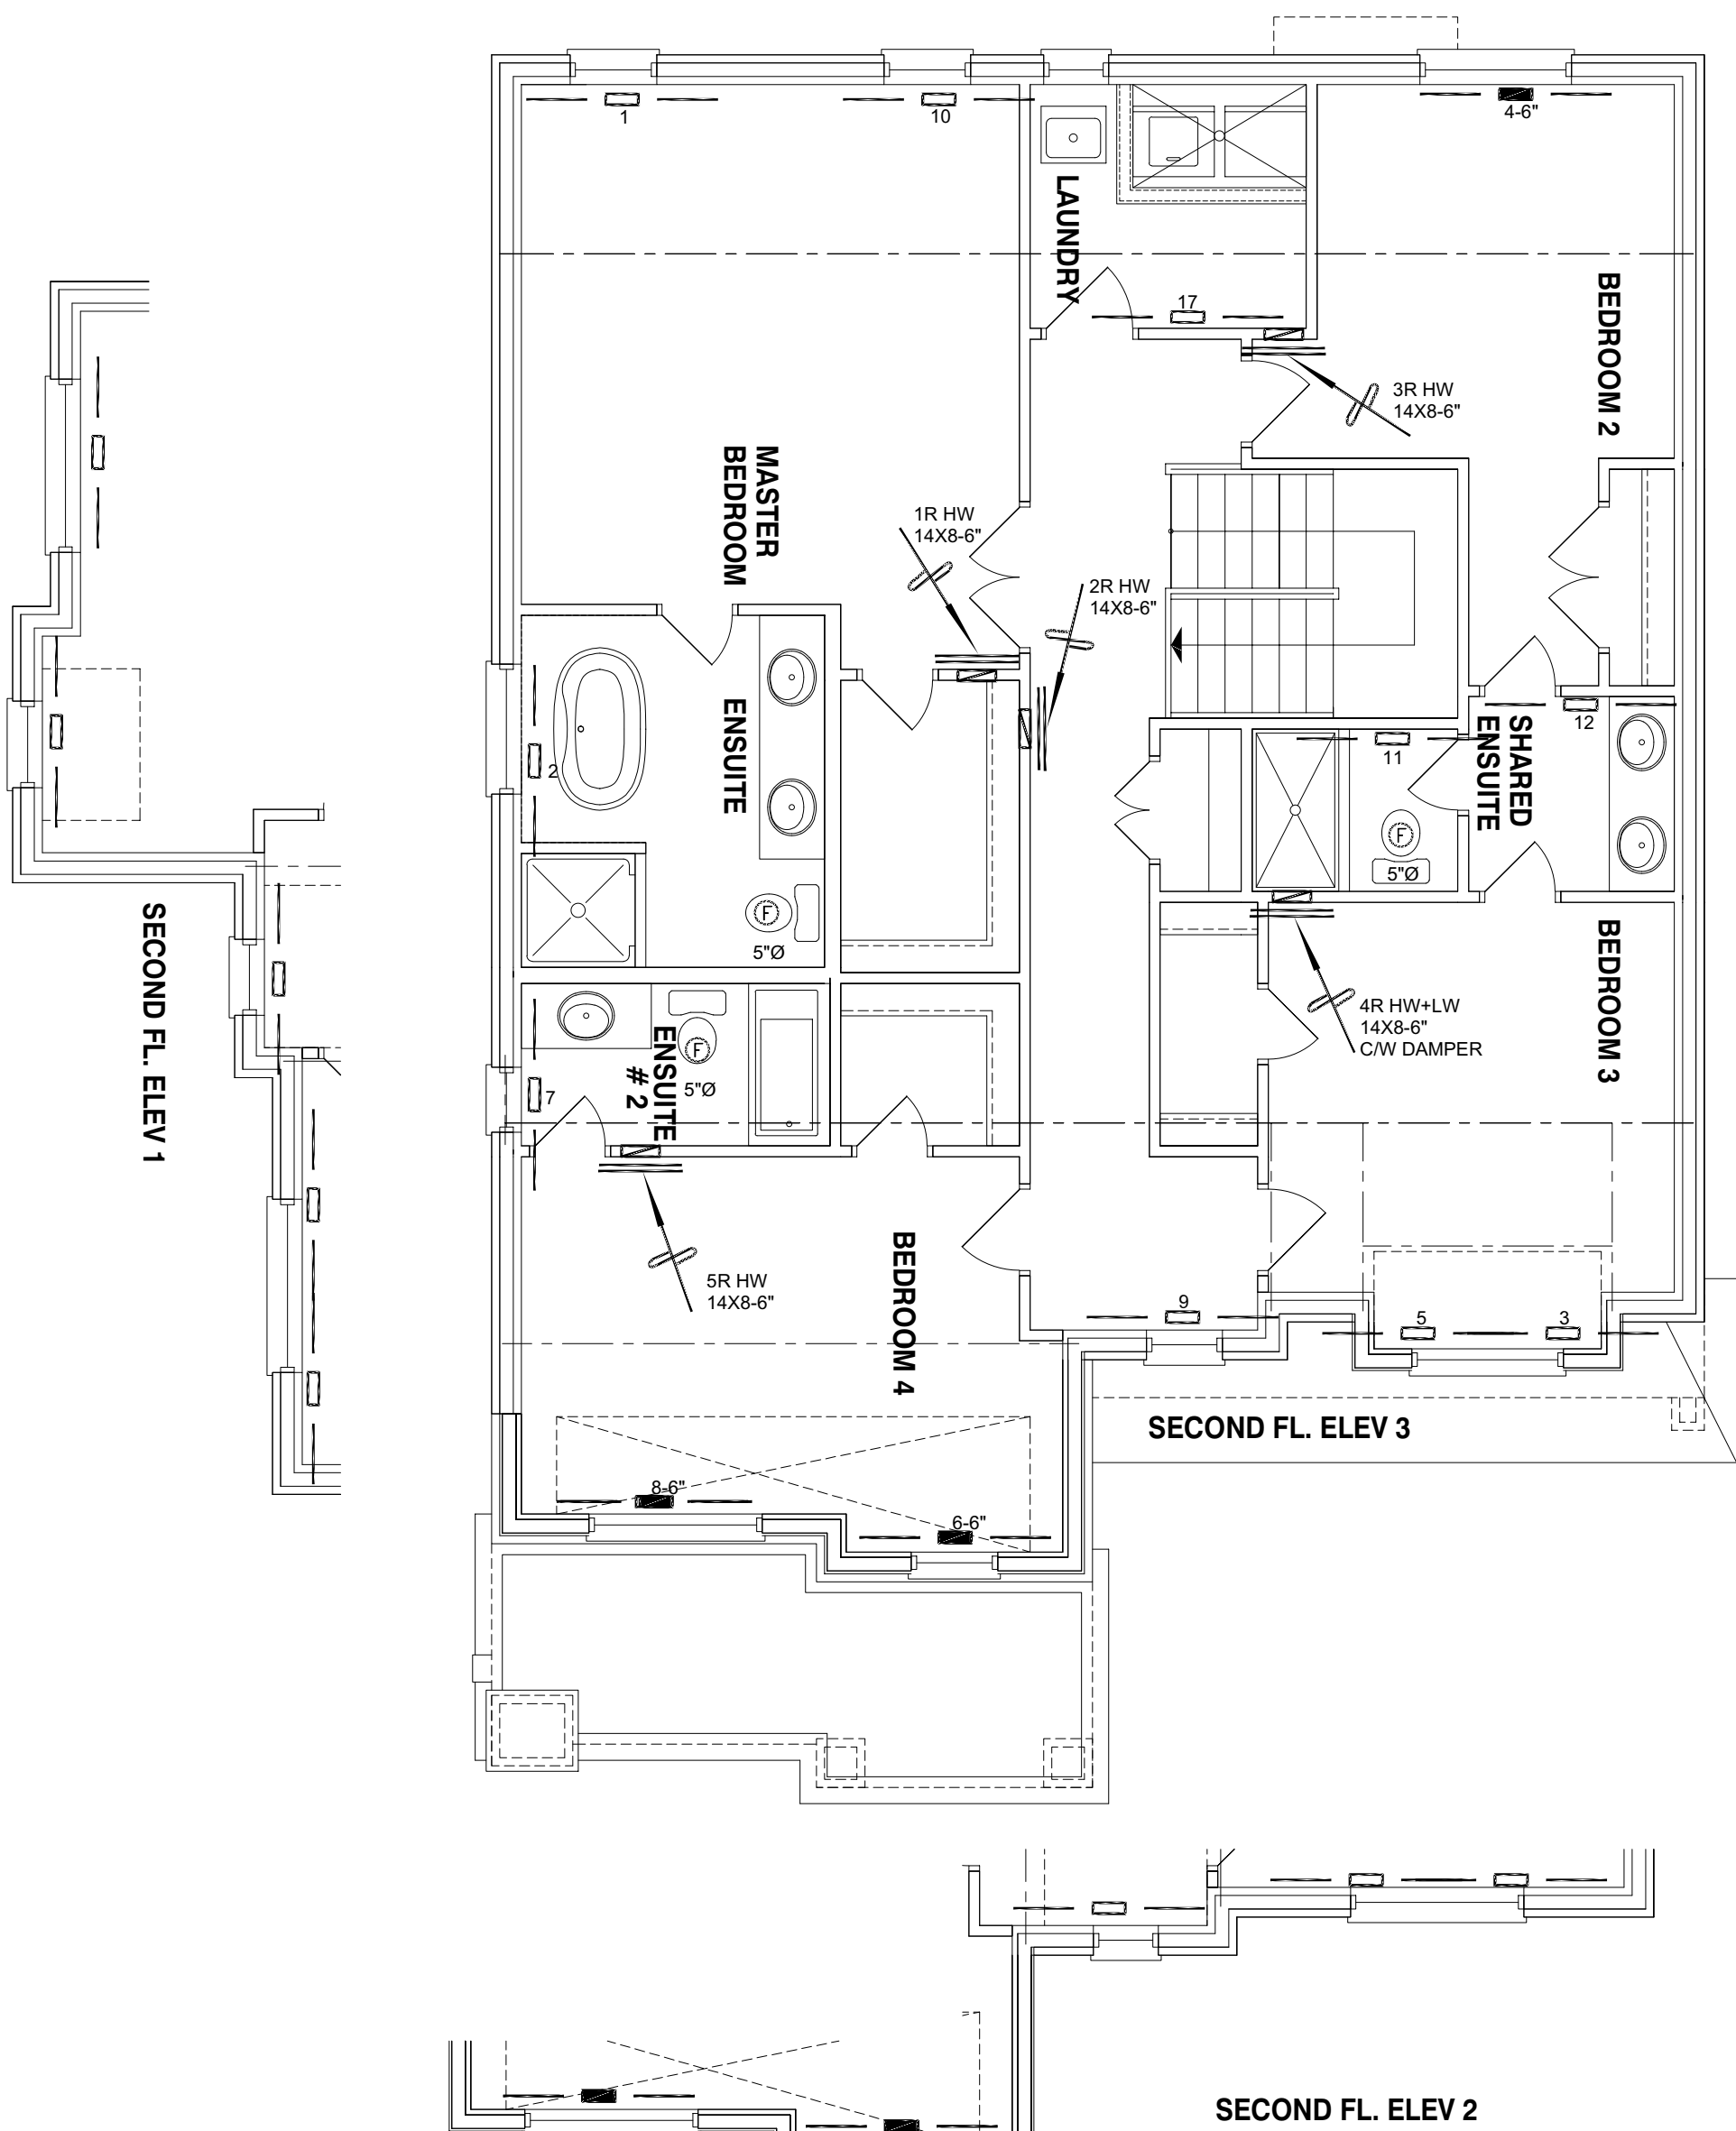 1
10
4-6"
LAUNDRY
17
BEDROOM 2
3R HW
14X8-6"
MASTER
BEDROOM
1R HW
14X8-6"
2R HW
14X8-6"
ENSUITE
2
SHARED
ENSUITE
12
11
F
5"Ø
F
5"Ø
SECOND FL. ELEV 1
BEDROOM 3
4R HW+LW
14X8-6"
C/W DAMPER
ENSUITE
# 2
F
5"Ø
7
BEDROOM 4
5R HW
14X8-6"
9
5
3
SECOND FL. ELEV 3
8-6"
6-6"
SECOND FL. ELEV 2